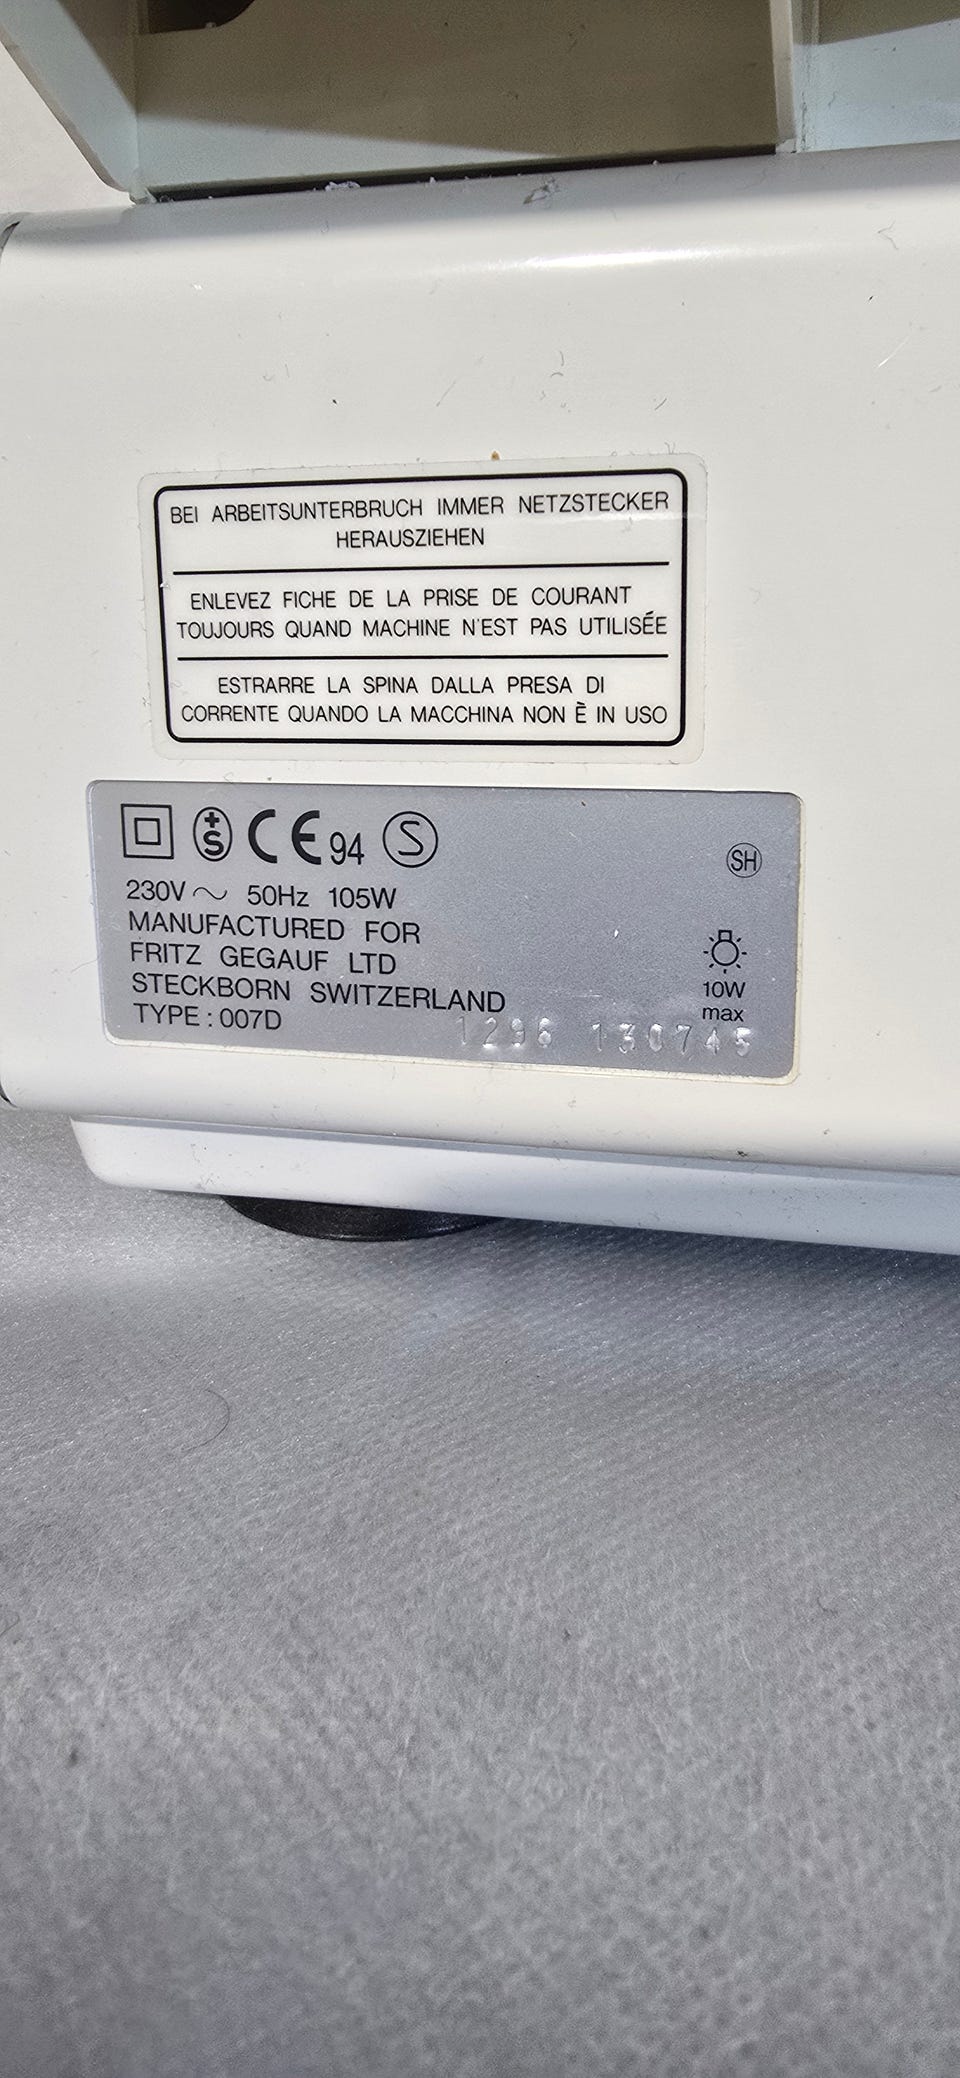 BEI ARBEITSUNTERBRUCH IMMER NETZSTECKER
HERAUSZIEHEN
ENLEVEZ FICHE DE LA PRISE DE COURANT
TOUJOURS QUAND MACHINE N'EST PAS UTILISÉE
ESTRARRE LA SPINA DALLA PRESA DI
CORRENTE QUANDO LA MACCHINA NON È IN USO
+S CE 94 S
SH
230V ~ 50Hz 105W
MANUFACTURED FOR
FRITZ GEGAUF LTD
STECKBORN SWITZERLAND
TYPE : 007D
10W
max
1296 130745